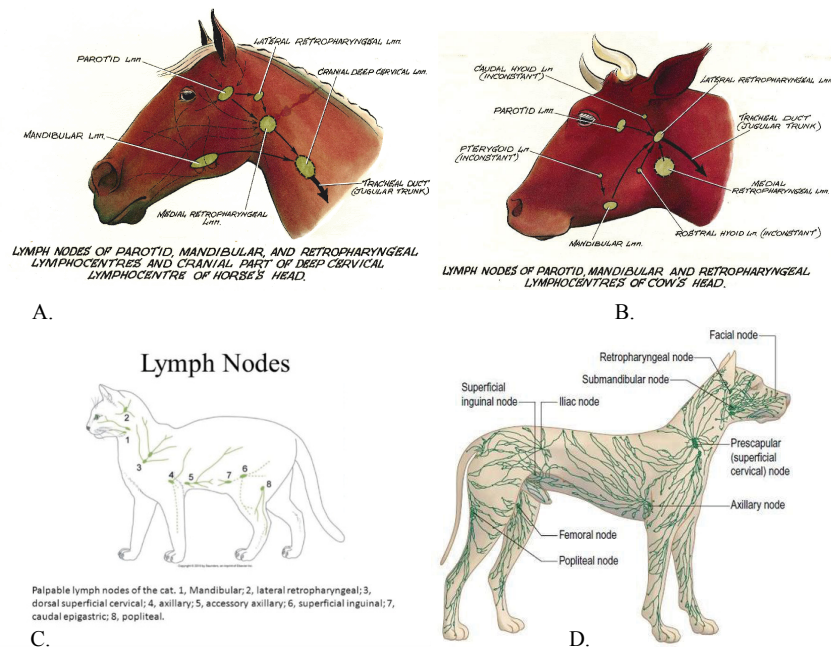 LATERAL RETROPHARYNGEAL Lnn.
PAROTID Lnn.
CRANIAL DEEP CERVICAL Lnn.
MANDIBULAR Lnn.
TRACHEAL DUCT
(JUGULAR TRUNK)
MEDIAL RETROPHARYNGEAL
Lnn.
LYMPH NODES OF PAROTID, MANDIBULAR, AND RETROPHARYNGEAL
LYMPHOCENTRES AND CRANIAL PART OF DEEP CERVICAL
LYMPHOCENTRE OF HORSE'S HEAD.
A.
CAUDAL HYOID Ln
(INCONSTANT)
LATERAL RETROPHARYNGEAL Lnn
PAROTID Lnn.
TRACHEAL DUCT
(JUGULAR TRUNK)
PTERYGOID Ln
(INCONSTANT)
MEDIAL
RETROPHARYNGEAL Lnn
ROSTRAL HYOID Ln. (INCONSTANT)
MANDIBULAR Lnn.
LYMPH NODES OF PAROTID, MANDIBULAR AND RETROPHARYNGEAL
LYMPHOCENTRES OF COW'S HEAD.
B.
Lymph Nodes
2
1
3
4
5
7
6
8
Palpable lymph nodes of the cat. 1, Mandibular; 2, lateral retropharyngeal; 3,
dorsal superficial cervical; 4, axillary; 5, accessory axillary; 6, superficial inguinal; 7,
caudal epigastric; 8, popliteal.
C.
Facial node
Retropharyngeal node
Submandibular node
Superficial
inguinal node
Iliac node
Prescapular
(superficial
cervical) node
Axillary node
Femoral node
Popliteal node
D.